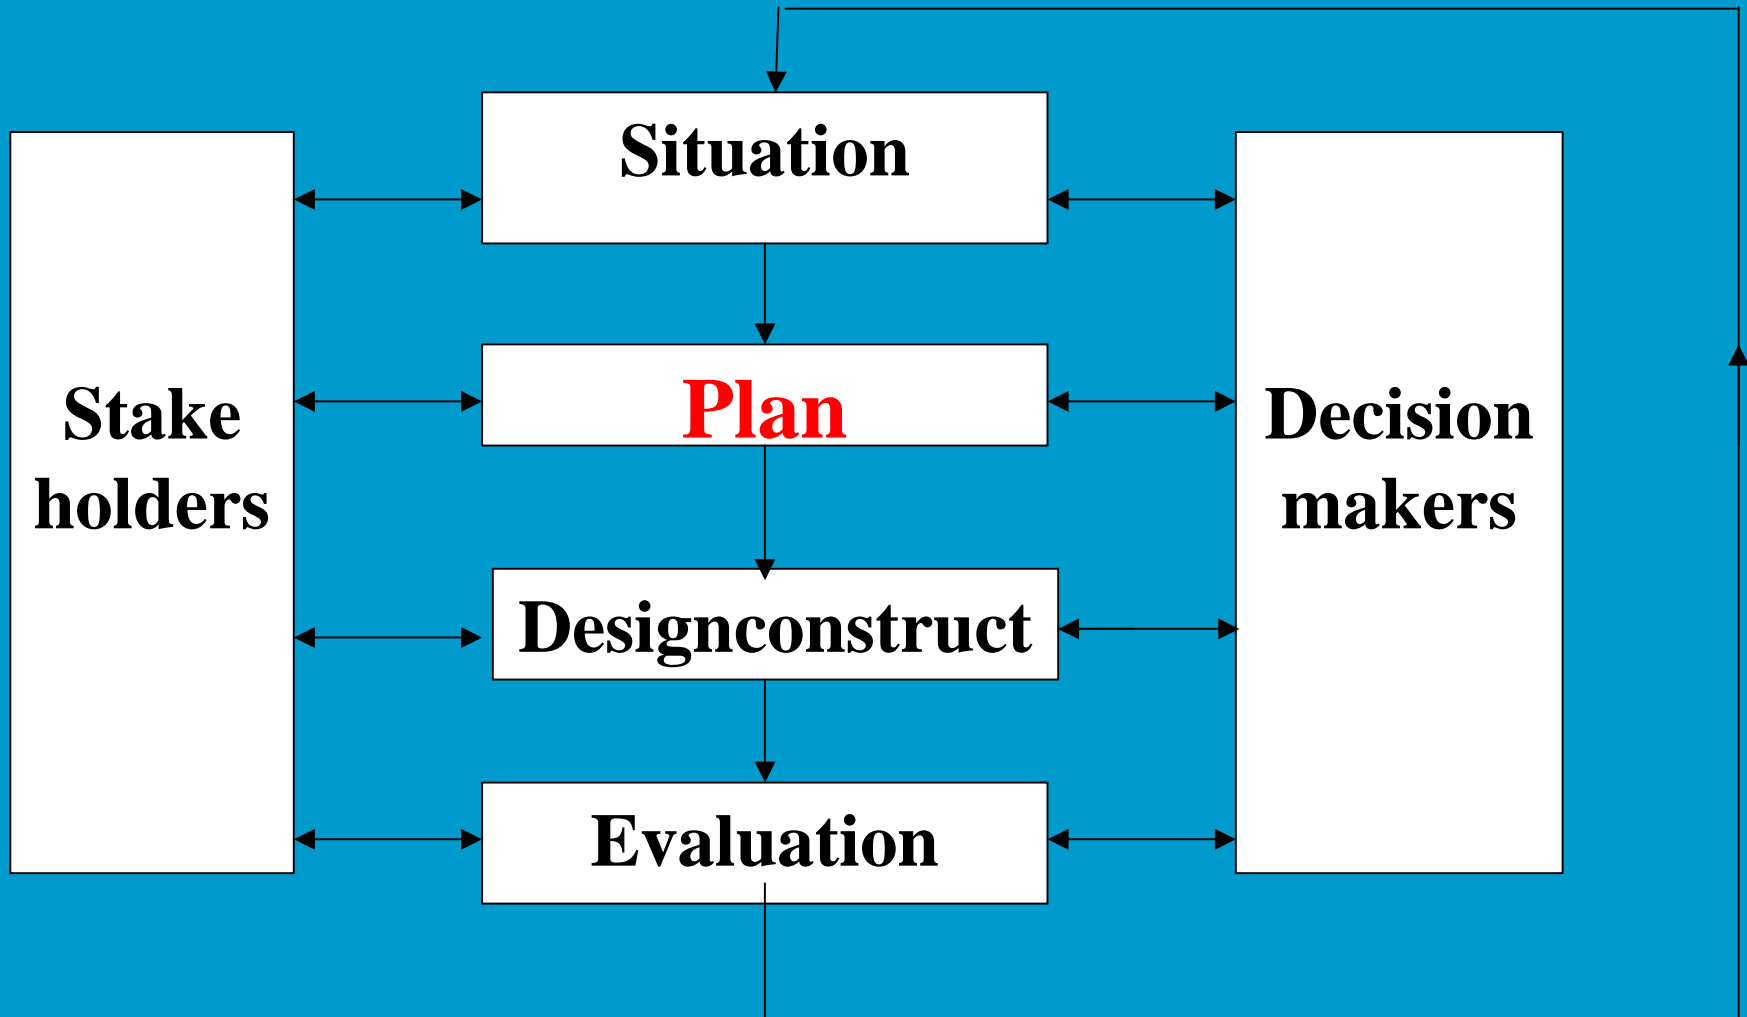 Situation
Stake
holders
Plan
Decision
makers
Designconstruct
Evaluation